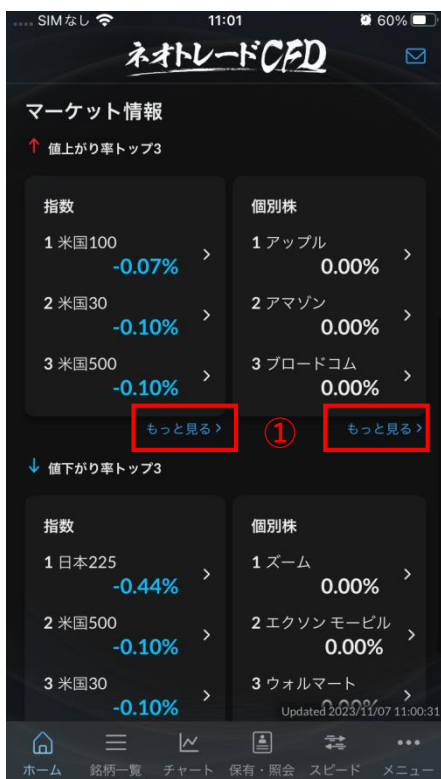 SIMなし 11:01 60%
ネオトレードCFD
マーケット情報
↑ 値上がり率トップ3
指数
1 米国100
-0.07%
2 米国30
-0.10%
3 米国500
-0.10%
もっと見る
個別株
1 アップル
0.00%
2 アマゾン
0.00%
3 ブロードコム
0.00%
もっと見る
①
↓ 値下がり率トップ3
指数
1 日本225
-0.44%
2 米国500
-0.10%
3 米国30
-0.10%
個別株
1 ズーム
0.00%
2 エクソン モービル
0.00%
3 ウォルマート
0.00%
Updated 2023/11/07 11:00:31
ホーム 銘柄一覧 チャート 保有・照会 スピード メニュー